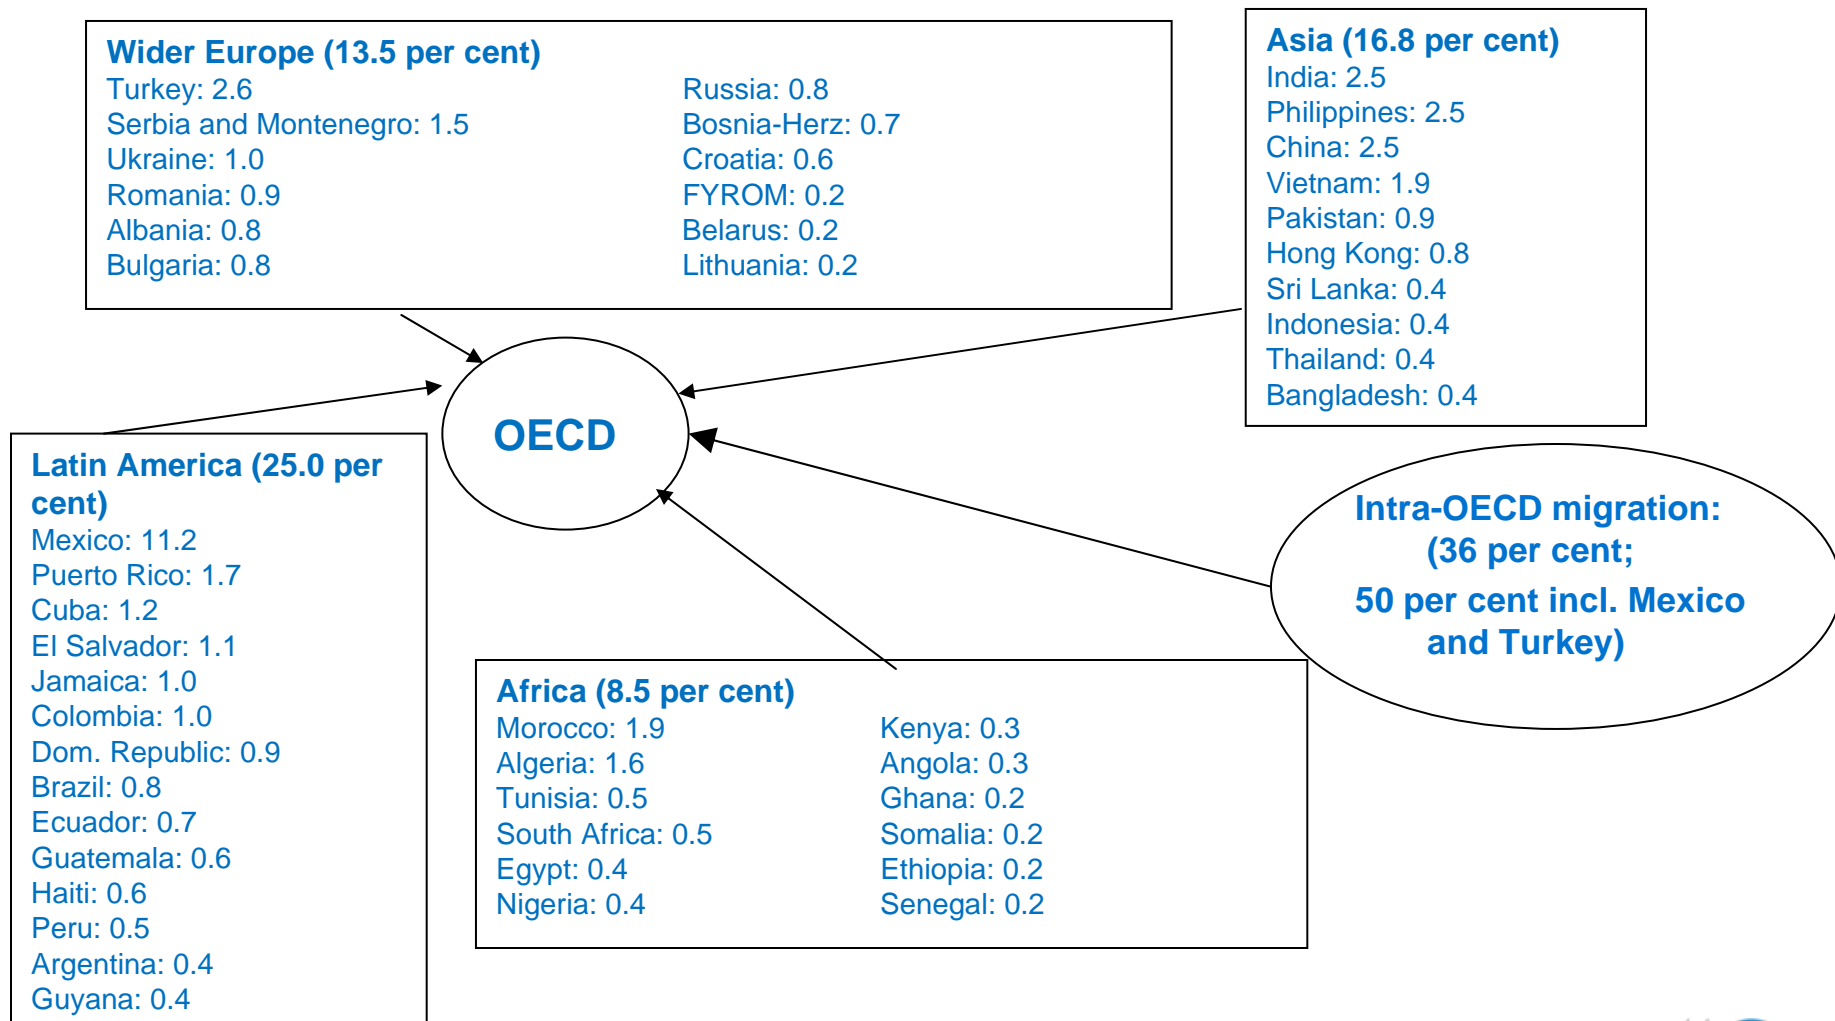 Wider Europe (13.5 per cent)
Turkey: 2.6
Serbia and Montenegro: 1.5
Ukraine: 1.0
Romania: 0.9
Albania: 0.8
Bulgaria: 0.8
Russia: 0.8
Bosnia-Herz: 0.7
Croatia: 0.6
FYROM: 0.2
Belarus: 0.2
Lithuania: 0.2
Asia (16.8 per cent)
India: 2.5
Philippines: 2.5
China: 2.5
Vietnam: 1.9
Pakistan: 0.9
Hong Kong: 0.8
Sri Lanka: 0.4
Indonesia: 0.4
Thailand: 0.4
Bangladesh: 0.4
OECD
Latin America (25.0 per
cent)
Mexico: 11.2
Puerto Rico: 1.7
Cuba: 1.2
El Salvador: 1.1
Jamaica: 1.0
Colombia: 1.0
Dom. Republic: 0.9
Brazil: 0.8
Ecuador: 0.7
Guatemala: 0.6
Haiti: 0.6
Peru: 0.5
Argentina: 0.4
Guyana: 0.4
Intra-OECD migration:
(36 per cent;
50 per cent incl. Mexico
and Turkey)
Africa (8.5 per cent)
Morocco: 1.9
Algeria: 1.6
Tunisia: 0.5
South Africa: 0.5
Egypt: 0.4
Nigeria: 0.4
Kenya: 0.3
Angola: 0.3
Ghana: 0.2
Somalia: 0.2
Ethiopia: 0.2
Senegal: 0.2